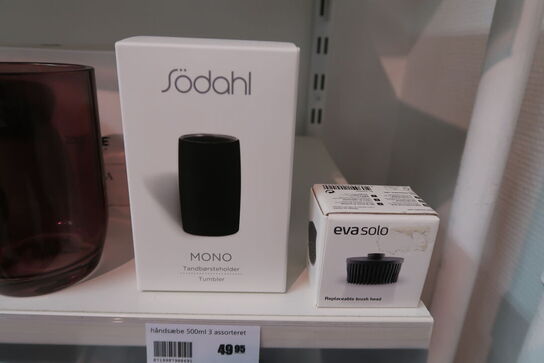 Södahl
MONO
Tandbørsteholder
Tumbler
eva solo
Replaceable brush head
håndsæbe 500ml 3 assorteret
49 95